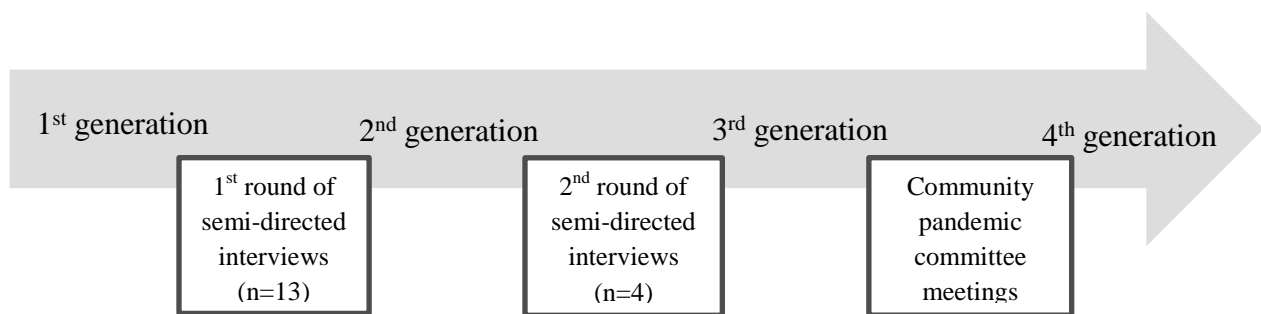 1st generation
2nd generation
3rd generation
4th generation
1st round of
semi-directed
interviews
(n=13)
2nd round of
semi-directed
interviews
(n=4)
Community
pandemic
committee
meetings